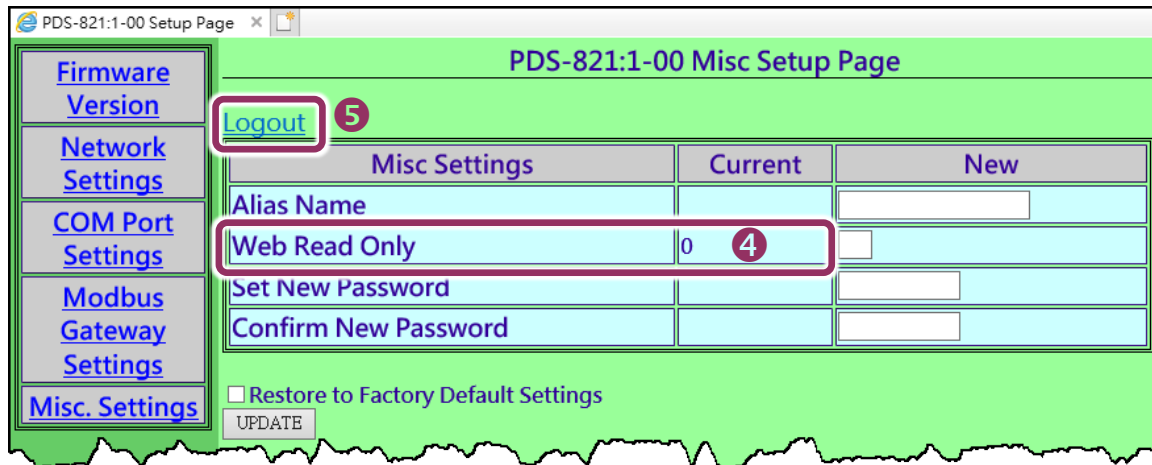 PDS-821:1-00 Setup Page
Firmware
Version
Network
Settings
COM Port
Settings
Modbus
Gateway
Settings
Misc. Settings
PDS-821:1-00 Misc Setup Page
Logout ❺
Misc Settings Current New
Alias Name
Web Read Only 0 ❹
Set New Password
Confirm New Password
Restore to Factory Default Settings
UPDATE